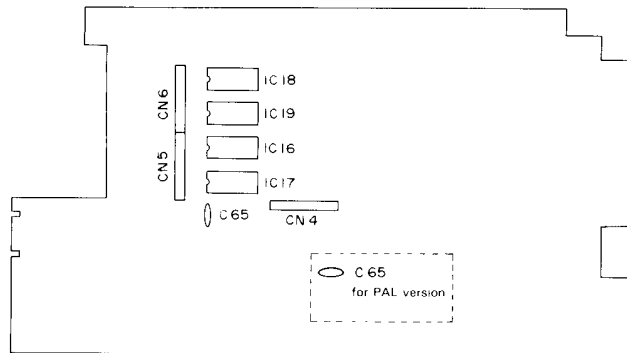 IC18
CN6
IC19
IC16
CN5
IC17
C65
CN4
C65
for PAL version